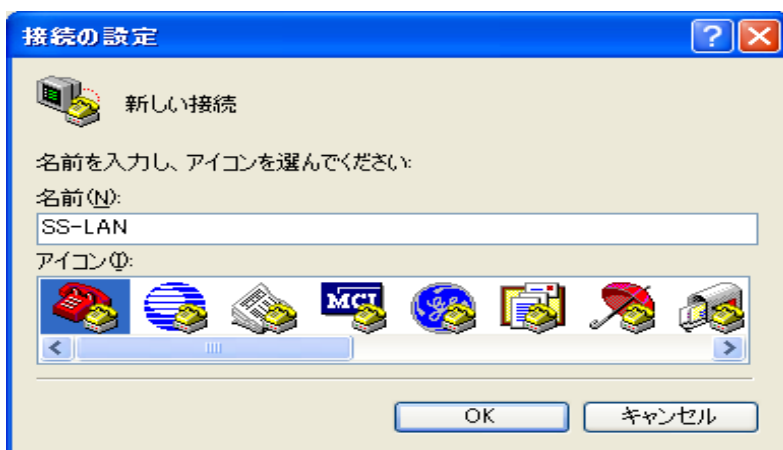 接続の設定
新しい接続
名前を入力し、アイコンを選んでください:
名前(N):
SS-LAN
アイコン(I):
MCI
OK
キャンセル